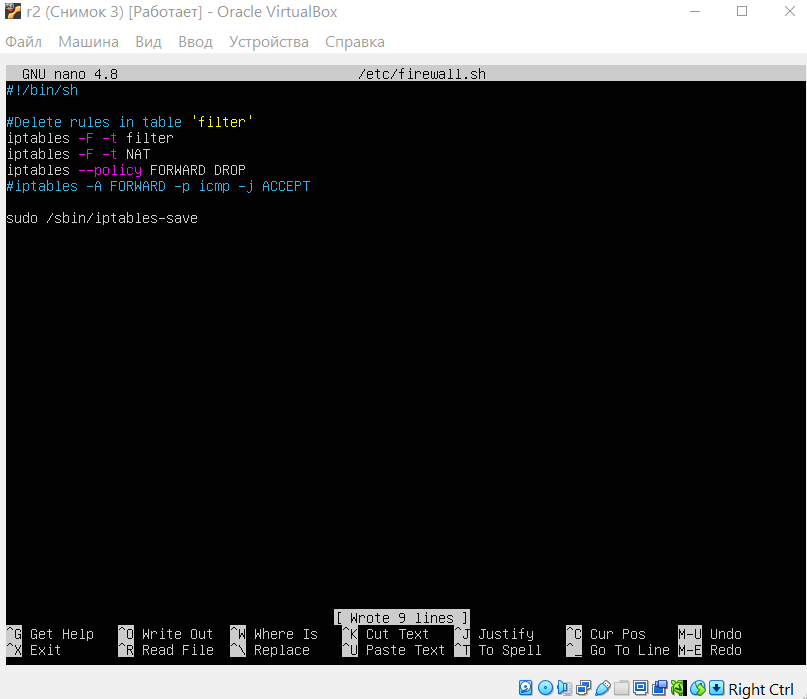 r2 (Снимок 3) [Работает] - Oracle VirtualBox
Файл Машина Вид Ввод Устройства Справка
GNU nano 4.8 /etc/firewall.sh
#!/bin/sh
#Delete rules in table 'filter'
iptables -F -t filter
iptables -F -t NAT
iptables --policy FORWARD DROP
#iptables -A FORWARD -p icmp -j ACCEPT
sudo /sbin/iptables-save
[ Wrote 9 lines ]
^G Get Help ^O Write Out ^W Where Is ^K Cut Text ^J Justify ^C Cur Pos M-U Undo
^X Exit ^R Read File ^\ Replace ^U Paste Text ^T To Spell ^_ Go To Line M-E Redo
Right Ctrl